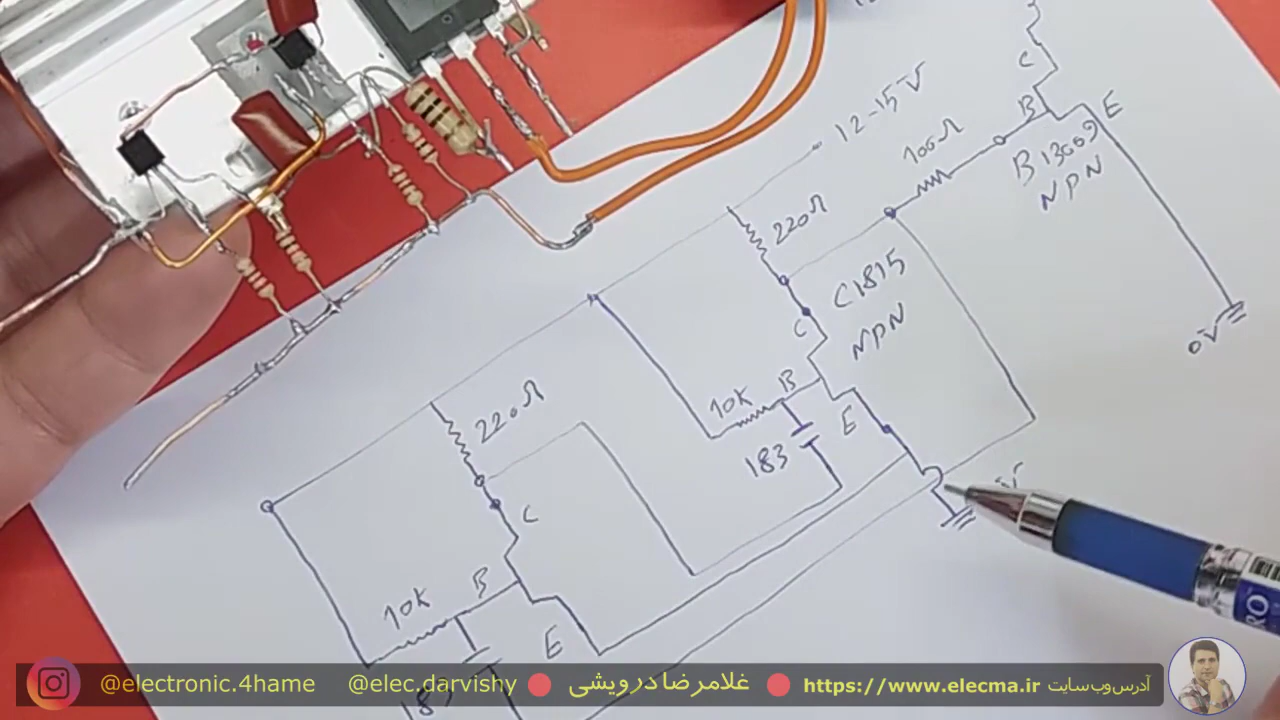 12-15V
C
B
E
100Ω
B13009
NPN
220Ω
C1815
NPN
C
0V
10K
B
E
183
220Ω
C
10K
B
E
183
@electronic.4hame
@elec.darvishy
غلامرضا درویشی
آدرس وب سایت https://www.elecma.ir